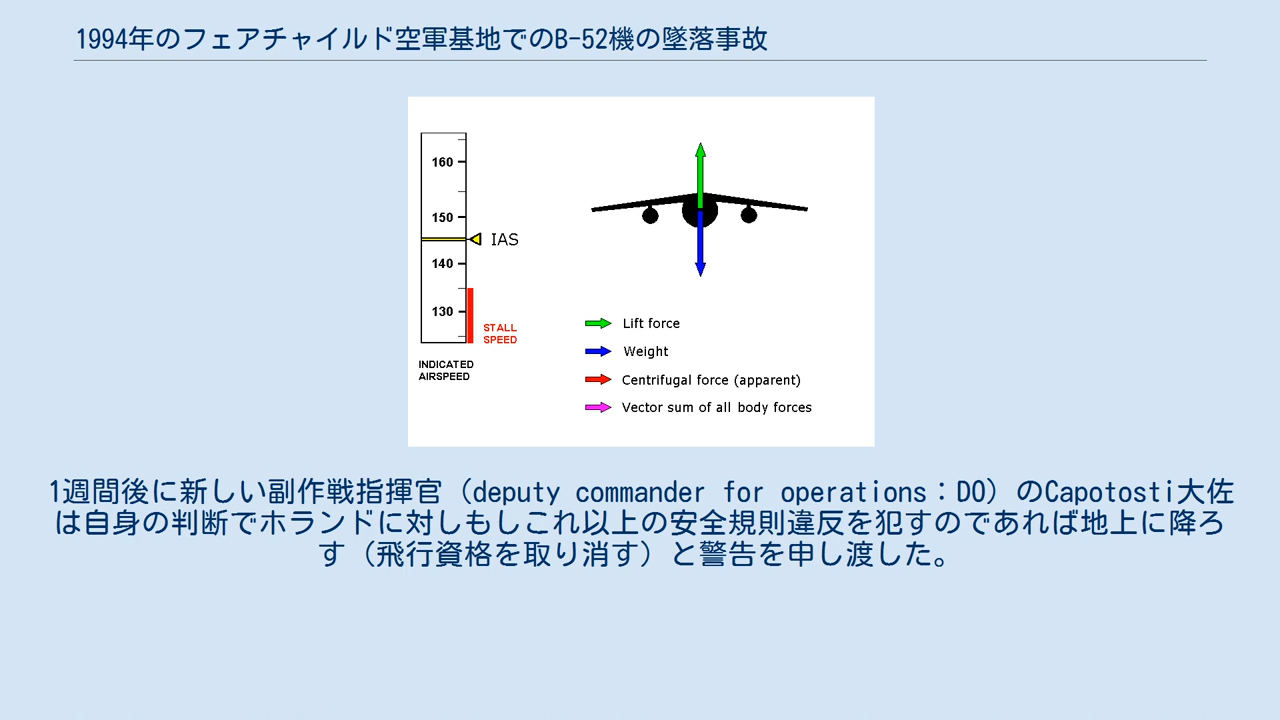 1994年のフェアチャイルド空軍基地でのB-52機の墜落事故
160
150
IAS
140
130
STALL
SPEED
INDICATED
AIRSPEED
Lift force
Weight
Centrifugal force (apparent)
Vector sum of all body forces
1週間後に新しい副作戦指揮官（deputy commander for operations：DO）のCapotosti大佐
は自身の判断でホランドに対しもしこれ以上の安全規則違反を犯すのであれば地上に降ろ
す（飛行資格を取り消す）と警告を申し渡した。